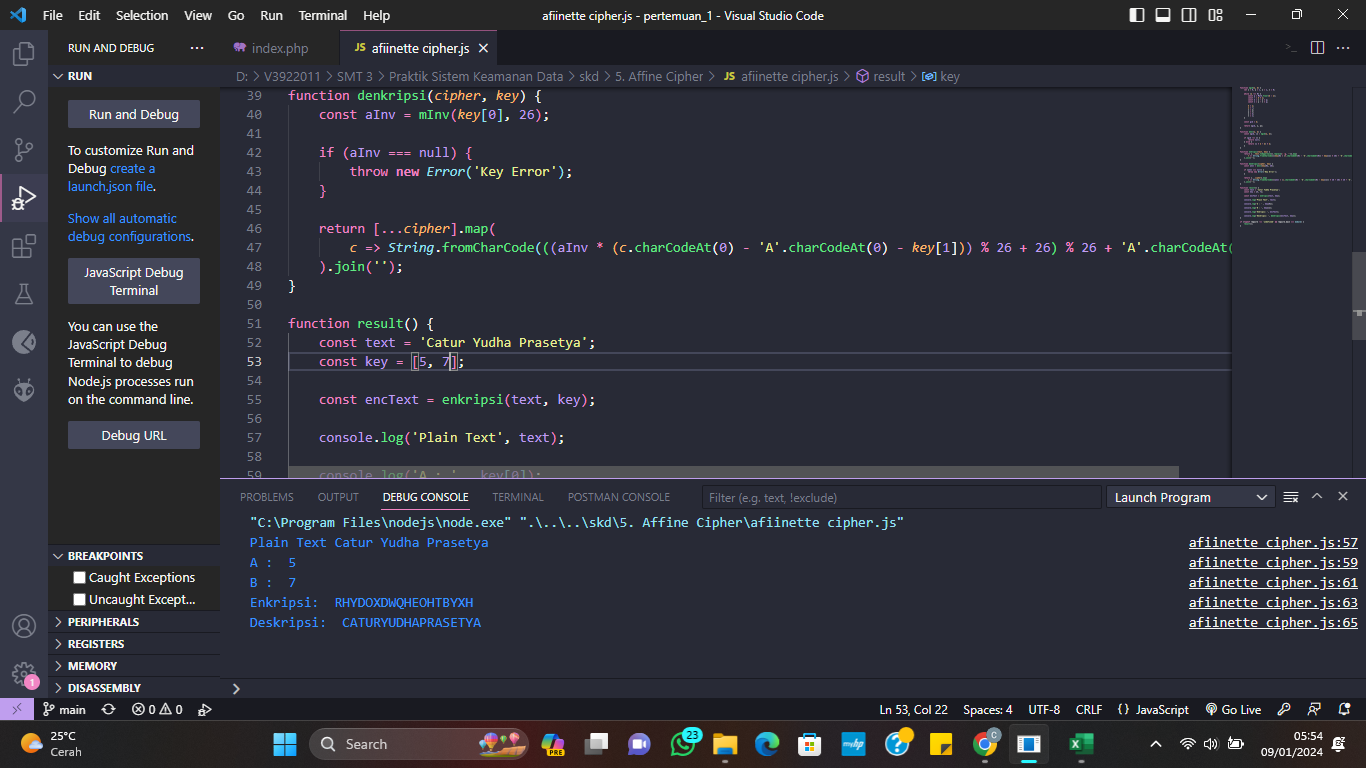 File Edit Selection View Go Run Terminal Help
afiinette cipher.js - pertemuan_1 - Visual Studio Code
RUN AND DEBUG ...
index.php
JS afiinette cipher.js
RUN
D: > V3922011 > SMT 3 > Praktik Sistem Keamanan Data > skd > 5. Affine Cipher > JS afiinette cipher.js > result > key
Run and Debug
To customize Run and
Debug create a
launch.json file.
Show all automatic
debug configurations.
JavaScript Debug
Terminal
You can use the
JavaScript Debug
Terminal to debug
Node.js processes run
on the command line.
Debug URL
39 function denkripsi(cipher, key) {
40 const aInv = mInv(key[0], 26);
41
42 if (aInv === null) {
43 throw new Error('Key Error');
44 }
45
46 return [...cipher].map(
47 c => String.fromCharCode(((aInv * (c.charCodeAt(0) - 'A'.charCodeAt(0) - key[1])) % 26 + 26) % 26 + 'A'.charCodeAt(
48 ).join('');
49 }
50
51 function result() {
52 const text = 'Catur Yudha Prasetya';
53 const key = [5, 7];
54
55 const encText = enkripsi(text, key);
56
57 console.log('Plain Text', text);
58
59 console.log('A : ', key[0]);
PROBLEMS OUTPUT DEBUG CONSOLE TERMINAL POSTMAN CONSOLE
Filter (e.g. text, !exclude)
Launch Program
"C:\Program Files\nodejs\node.exe" ".\..\..\skd\5. Affine Cipher\afiinette cipher.js"
Plain Text Catur Yudha Prasetya afiinette cipher.js:57
A : 5 afiinette cipher.js:59
B : 7 afiinette cipher.js:61
Enkripsi: RHYDOXDWQHEOHTBYXH afiinette cipher.js:63
Deskripsi: CATURYUDHAPRASETYA afiinette cipher.js:65
BREAKPOINTS
Caught Exceptions
Uncaught Except...
PERIPHERALS
REGISTERS
MEMORY
DISASSEMBLY
1
main 0 0
Ln 53, Col 22 Spaces: 4 UTF-8 CRLF {} JavaScript Go Live
25°C
Cerah
Search
PRE
23
C
05:54
09/01/2024